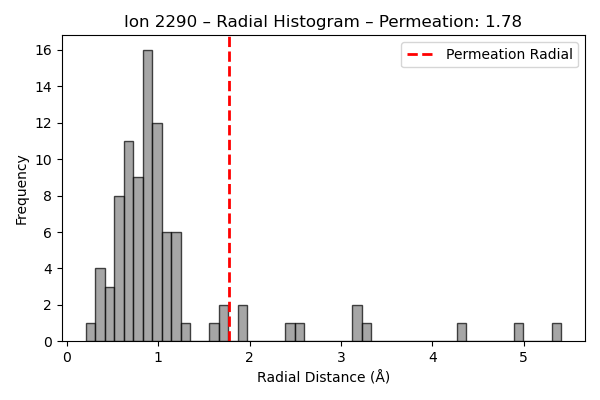 Ion 2290 – Radial Histogram – Permeation: 1.78
Permeation Radial
16
14
12
10
8
6
4
2
0
Frequency
0 1 2 3 4 5
Radial Distance (Å)